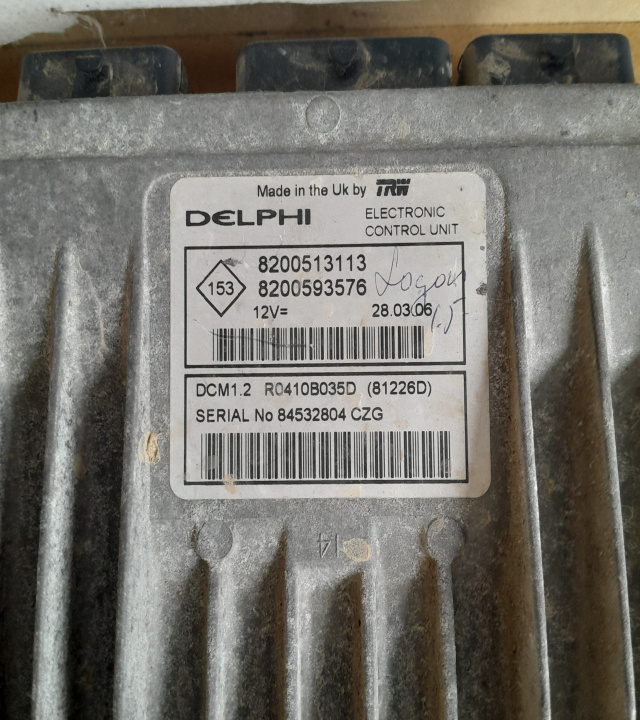 Made in the Uk by TRW
DELPHI
ELECTRONIC
CONTROL UNIT
153
8200513113
8200593576
Logan
1.5
12V= 28.03.06
DCM1.2 R0410B035D (81226D)
SERIAL No 84532804 CZG
14